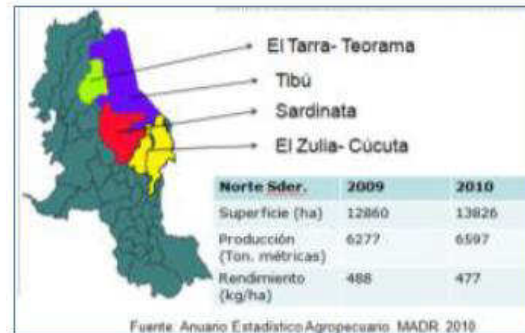 El Tarra- Teorama
Tibú
Sardinata
El Zulia- Cúcuta
Norte Sder. 2009 2010
Superficie (ha) 12860 13826
Producción 6277 6597
(Ton. métricas)
Rendimiento 488 477
(kg/ha)
Fuente Anuario Estadístico Agropecuario MADR 2010